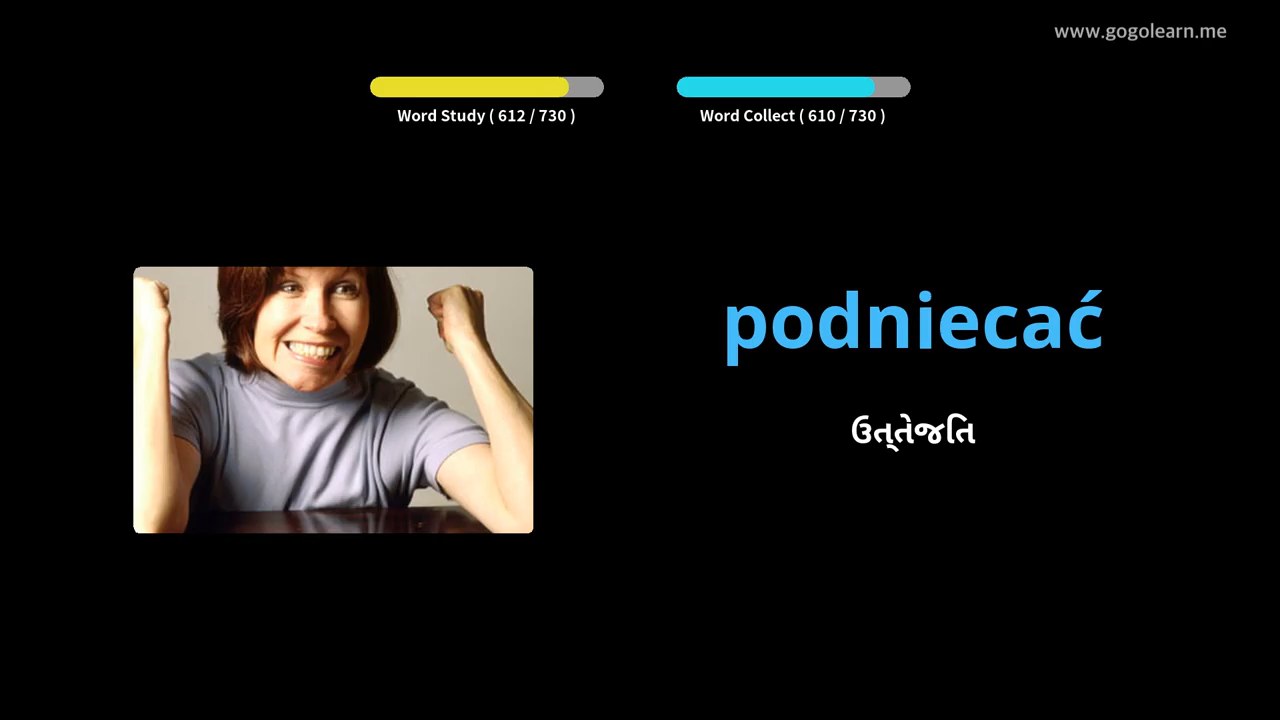 www.gogolearn.me
Word Study ( 612 / 730 )
Word Collect ( 610 / 730 )
podniecać
ઉત્તેજતિ